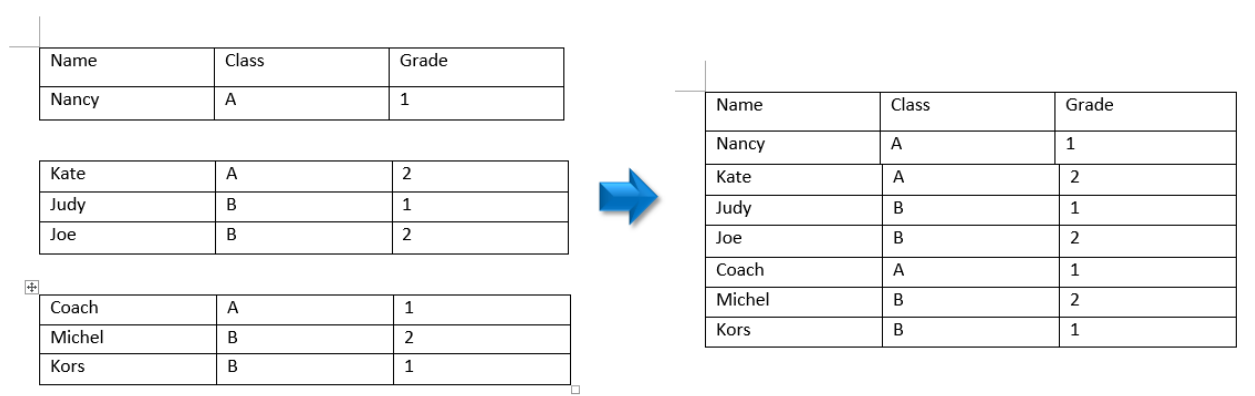 Name Class Grade
Nancy A 1
Kate A 2
Judy B 1
Joe B 2
Coach A 1
Michel B 2
Kors B 1
Name Class Grade
Nancy A 1
Kate A 2
Judy B 1
Joe B 2
Coach A 1
Michel B 2
Kors B 1